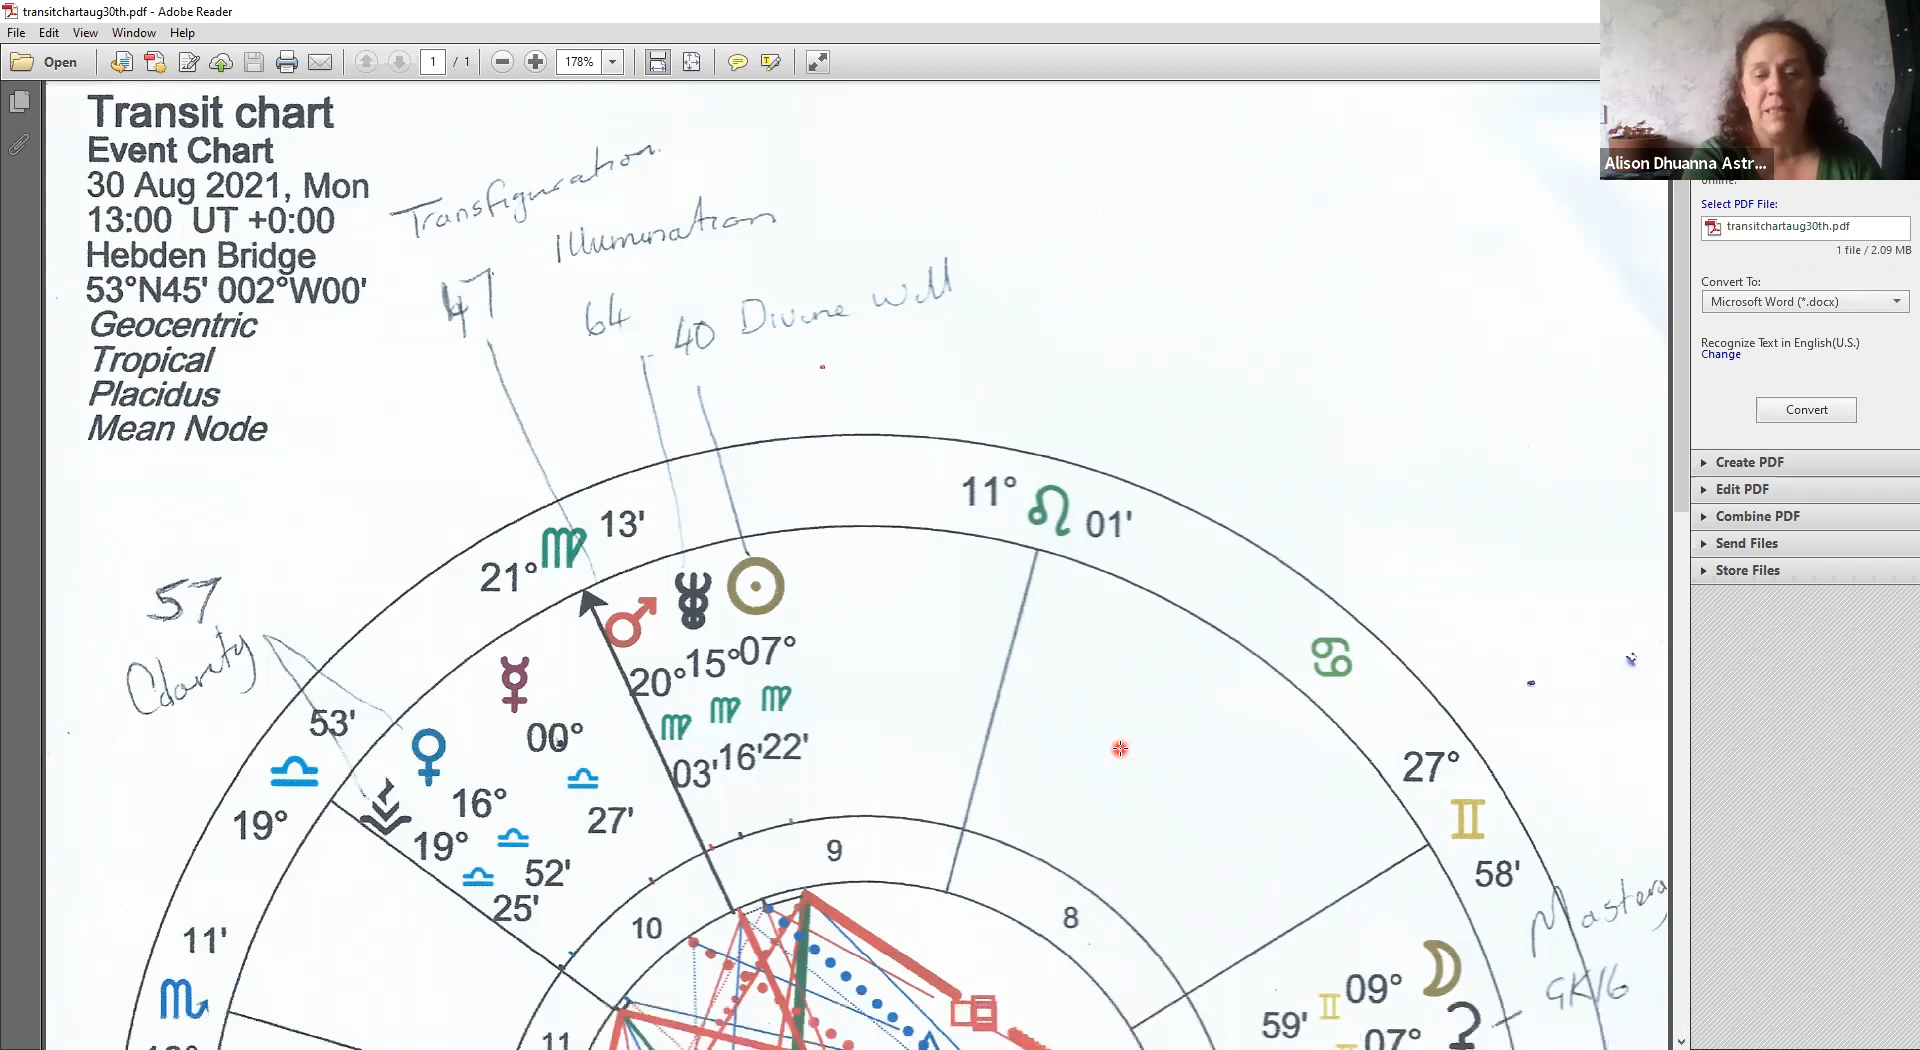 transitchartaug30th.pdf - Adobe Reader
File Edit View Window Help
Open 1 / 1 178%
Alison Dhuanna Astr...
online.
Select PDF File:
transitchartaug30th.pdf
1 file / 2.09 MB
Convert To:
Microsoft Word (*.docx)
Recognize Text in English(U.S.)
Change
Convert
Create PDF
Edit PDF
Combine PDF
Send Files
Store Files
Transit chart
Event Chart
30 Aug 2021, Mon
13:00 UT +0:00
Hebden Bridge
53°N45' 002°W00'
Geocentric
Tropical
Placidus
Mean Node
Transfiguration
Illumination
47
64
40 Divine Will
11° ♌ 01'
21° ♍ 13'
57
Clarity
♂ ☉
20° 15° 07°
♍ ♍ ♍
03' 16' 22'
☿
00°
♎
27'
♋
53'
♎
19°
♀
16°
♎
52'
19°
♎
25'
27°
♊
58'
Mastery
GK16
☽
09°
♊
59'
07°
11'
♏
9
10
8
11